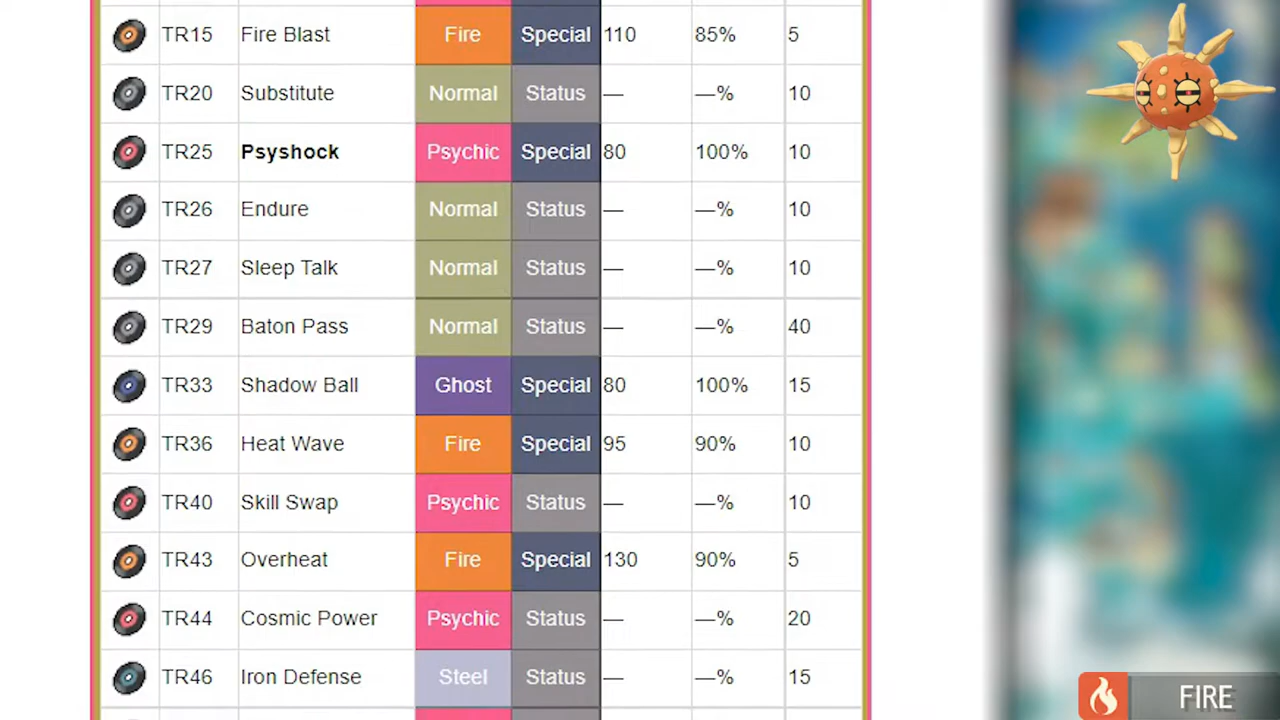 TR15 Fire Blast Fire Special 110 85% 5
TR20 Substitute Normal Status — —% 10
TR25 Psyshock Psychic Special 80 100% 10
TR26 Endure Normal Status — —% 10
TR27 Sleep Talk Normal Status — —% 10
TR29 Baton Pass Normal Status — —% 40
TR33 Shadow Ball Ghost Special 80 100% 15
TR36 Heat Wave Fire Special 95 90% 10
TR40 Skill Swap Psychic Status — —% 10
TR43 Overheat Fire Special 130 90% 5
TR44 Cosmic Power Psychic Status — —% 20
TR46 Iron Defense Steel Status — —% 15
FIRE